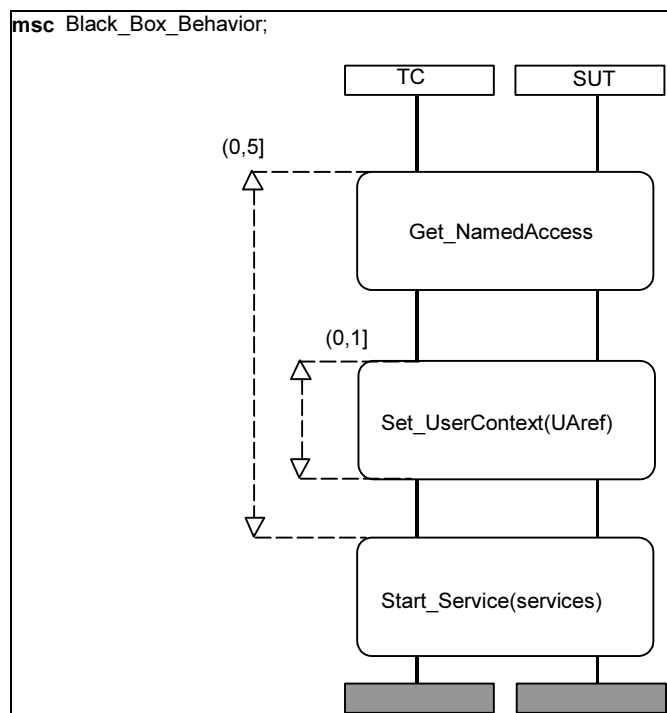 msc Black_Box_Behavior;
TC
SUT
(0,5]
Get_NamedAccess
(0,1]
Set_UserContext(UAref)
Start_Service(services)